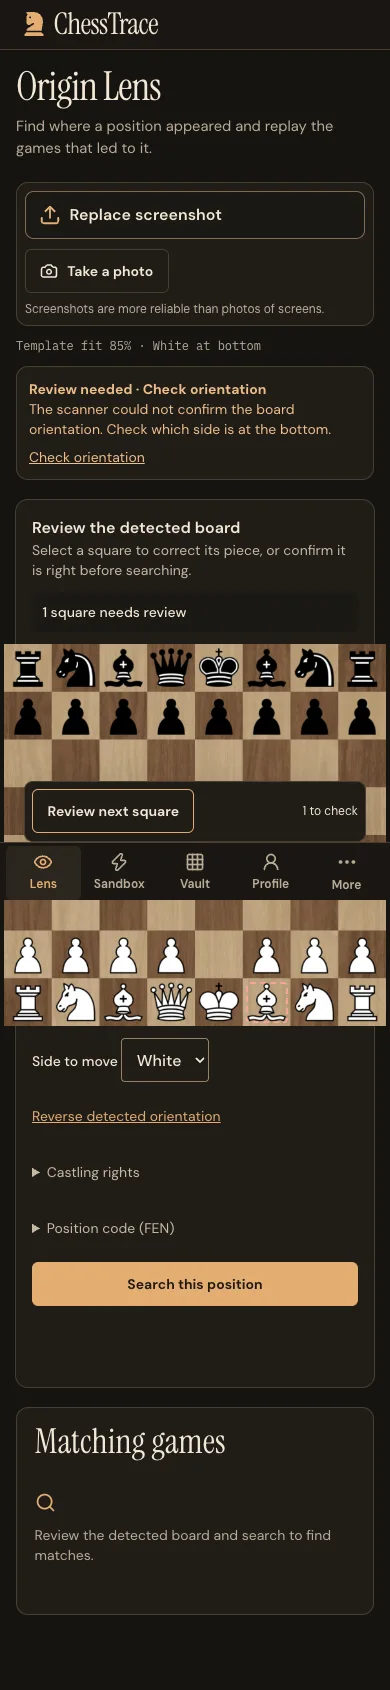 ChessTrace
Origin Lens
Find where a position appeared and replay the
games that led to it.
Replace screenshot
Take a photo
Screenshots are more reliable than photos of screens.
Template fit 85% · White at bottom
Review needed · Check orientation
The scanner could not confirm the board
orientation. Check which side is at the bottom.
Check orientation
Review the detected board
Select a square to correct its piece, or confirm it
is right before searching.
1 square needs review
Review next square
1 to check
Lens
Sandbox
Vault
Profile
More
Side to move White
Reverse detected orientation
Castling rights
Position code (FEN)
Search this position
Matching games
Review the detected board and search to find
matches.